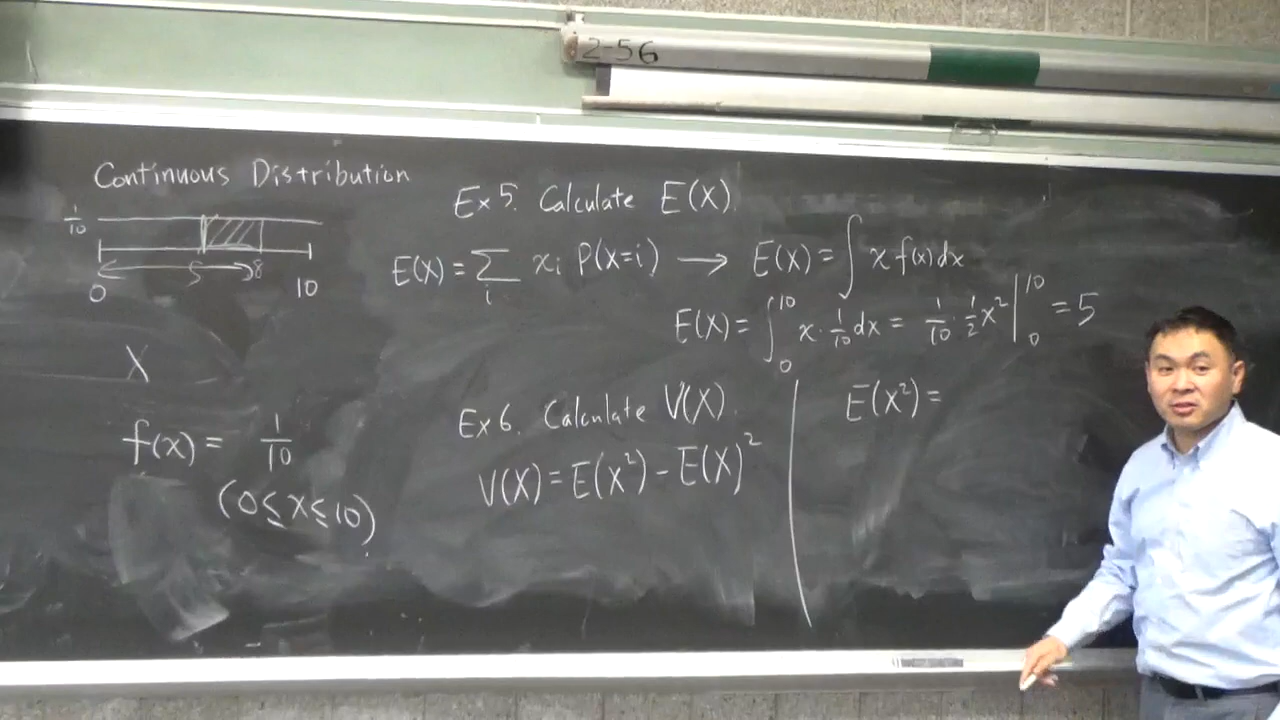 2-56
Continuous Distribution
1/10
0 5 8 10
X
f(x) = 1/10
(0 ≤ x ≤ 10)
Ex 5. Calculate E(X).
E(X) = ∑_i x_i P(X=i) → E(X) = ∫ x f(x) dx
E(X) = ∫_0^10 x · 1/10 dx = 1/10 · 1/2 x² |_0^10 = 5
Ex 6. Calculate V(X).
V(X) = E(X²) - E(X)²
E(X²) =